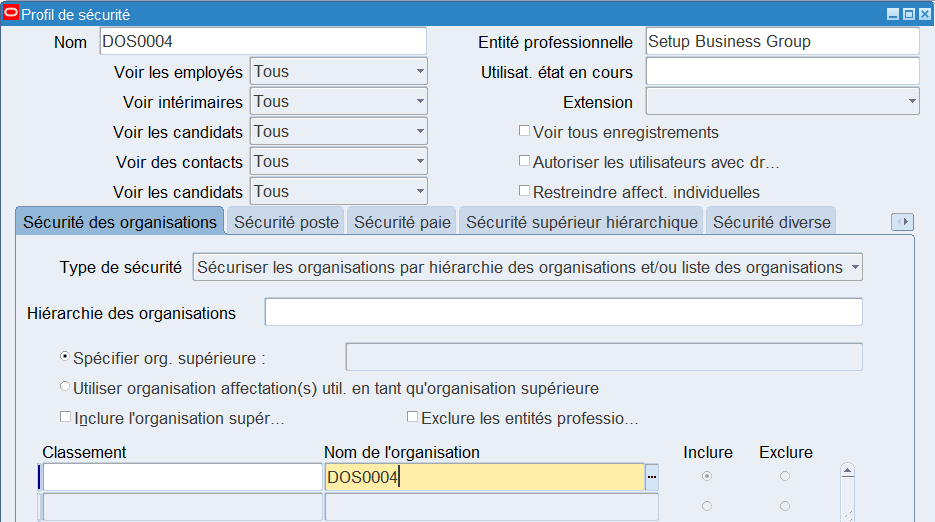 Profil de sécurité
Nom DOS0004 Entité professionnelle Setup Business Group
Voir les employés Tous Utilisat. état en cours
Voir intérimaires Tous Extension
Voir les candidats Tous Voir tous enregistrements
Voir des contacts Tous Autoriser les utilisateurs avec dr...
Voir les candidats Tous Restreindre affect. individuelles
Sécurité des organisations Sécurité poste Sécurité paie Sécurité supérieur hiérarchique Sécurité diverse
Type de sécurité Sécuriser les organisations par hiérarchie des organisations et/ou liste des organisations
Hiérarchie des organisations
Spécifier org. supérieure :
Utiliser organisation affectation(s) util. en tant qu'organisation supérieure
Inclure l'organisation supér... Exclure les entités professio...
Classement Nom de l'organisation Inclure Exclure
DOS0004 ...